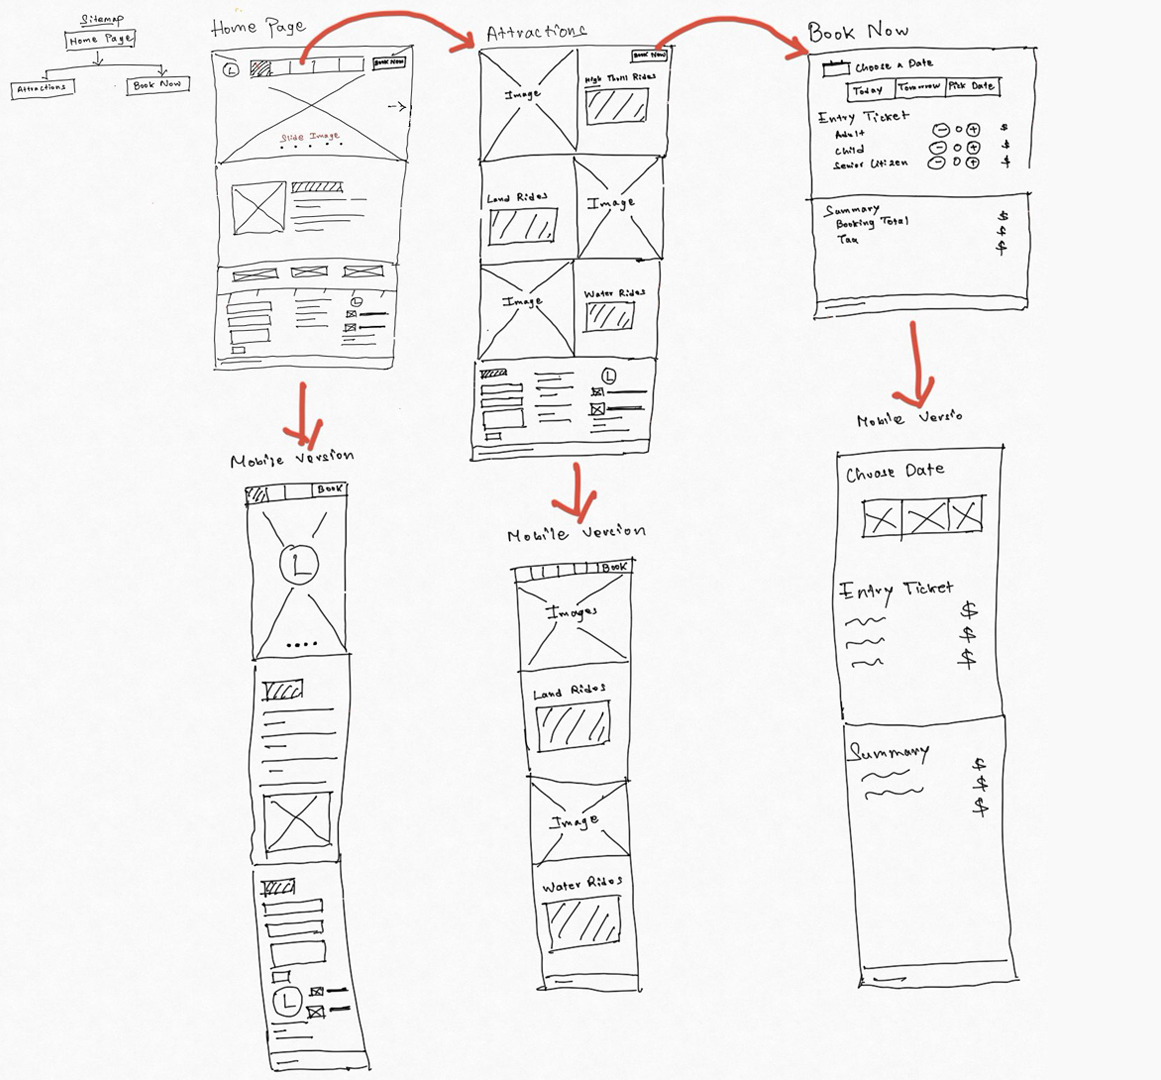 Sitemap
Home Page
Attractions
Book Now
Home Page
L
Book Now
Slide Image
L
Mobile Version
Book
L
L
Attractions
Book Now
Image
High Thrill Rides
Land Rides
Image
Image
Water Rides
L
Mobile Version
Book
Images
Land Rides
Image
Water Rides
Book Now
Choose a Date
Today
Tomorrow
Pick Date
Entry Ticket
Adult - 0 + $
Child - 0 + $
Senior Citizen - 0 + $
Summary $
Booking Total $
Tax $
Mobile Versio
Choose Date
Entry Ticket
$
$
$
Summary
$
$
$